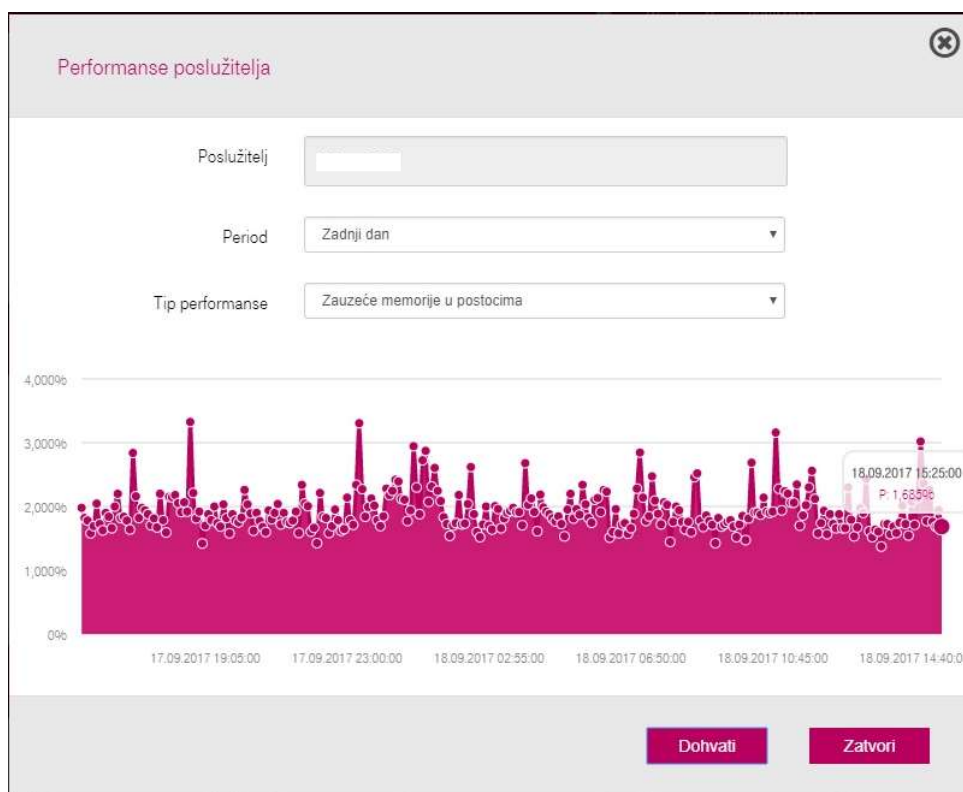 Performanse poslužitelja
Poslužitelj
Period
Zadnji dan
Tip performanse
Zauzeće memorije u postocima
4,000%
3,000%
2,000%
1,000%
0%
18.09.2017 15:25:00
P: 1,685%
17.09.2017 19:05:00
17.09.2017 23:00:00
18.09.2017 02:55:00
18.09.2017 06:50:00
18.09.2017 10:45:00
18.09.2017 14:40:0
Dohvati
Zatvori